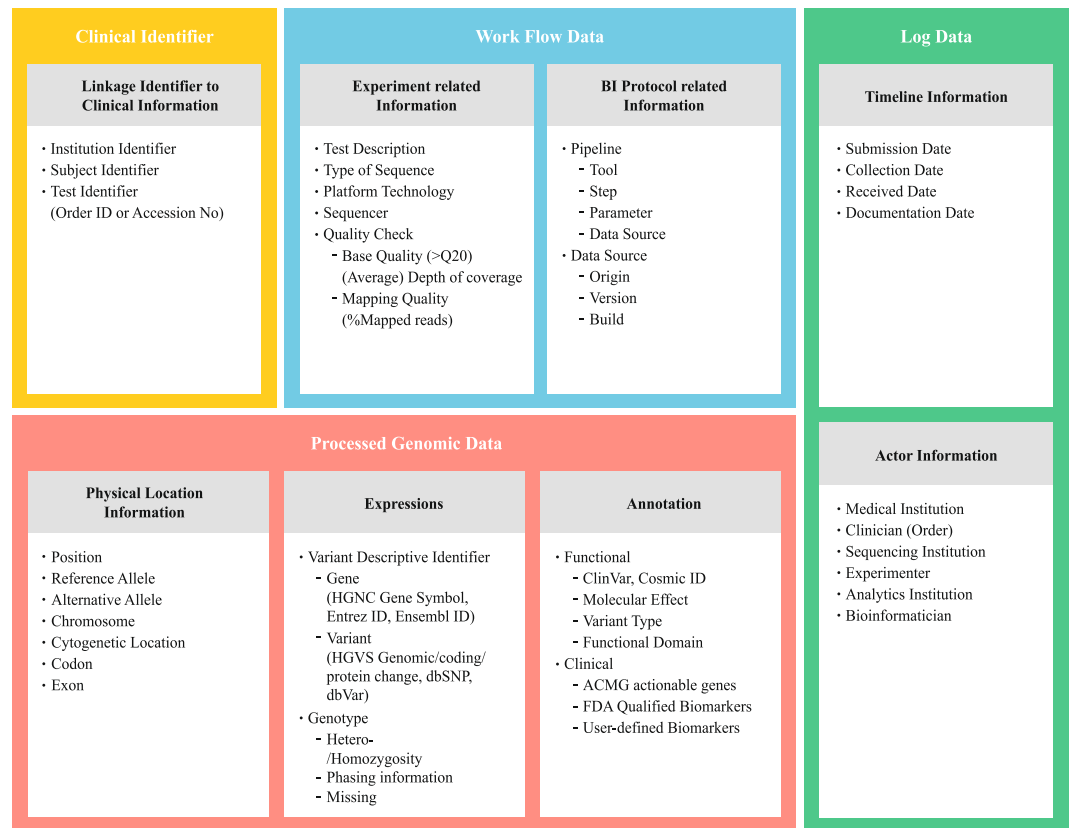 Clinical Identifier
Linkage Identifier to
Clinical Information
· Institution Identifier
· Subject Identifier
· Test Identifier
(Order ID or Accession No)
Work Flow Data
Experiment related
Information
· Test Description
· Type of Sequence
· Platform Technology
· Sequencer
· Quality Check
- Base Quality (>Q20)
(Average) Depth of coverage
- Mapping Quality
(%Mapped reads)
BI Protocol related
Information
· Pipeline
- Tool
- Step
- Parameter
- Data Source
· Data Source
- Origin
- Version
- Build
Log Data
Timeline Information
· Submission Date
· Collection Date
· Received Date
· Documentation Date
Actor Information
· Medical Institution
· Clinician (Order)
· Sequencing Institution
· Experimenter
· Analytics Institution
· Bioinformatician
Processed Genomic Data
Physical Location
Information
· Position
· Reference Allele
· Alternative Allele
· Chromosome
· Cytogenetic Location
· Codon
· Exon
Expressions
· Variant Descriptive Identifier
- Gene
(HGNC Gene Symbol,
Entrez ID, Ensembl ID)
- Variant
(HGVS Genomic/coding/
protein change, dbSNP,
dbVar)
· Genotype
- Hetero-
/Homozygosity
- Phasing information
- Missing
Annotation
· Functional
- ClinVar, Cosmic ID
- Molecular Effect
- Variant Type
- Functional Domain
· Clinical
- ACMG actionable genes
- FDA Qualified Biomarkers
- User-defined Biomarkers